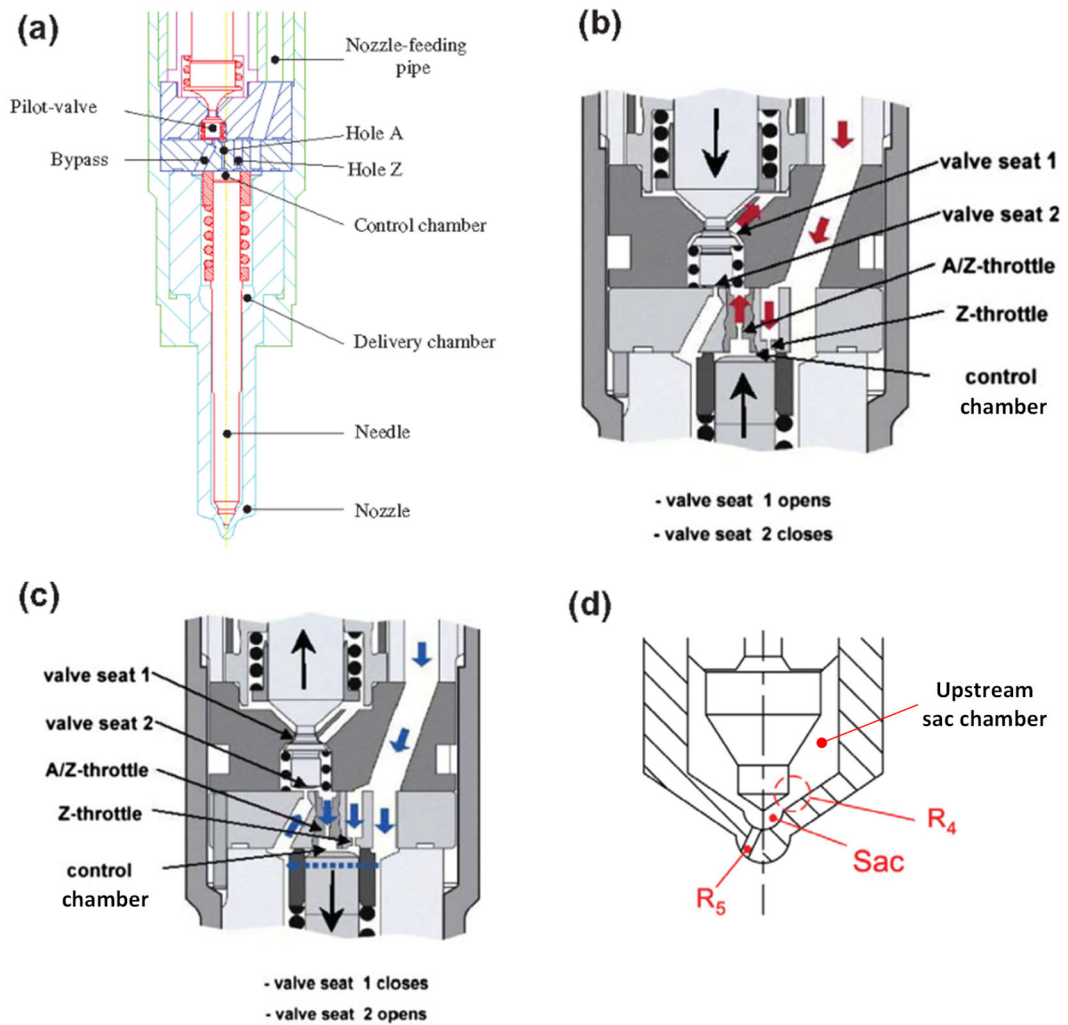 (a)
Nozzle-feeding
pipe
Pilot-valve
Hole A
Bypass
Hole Z
Control chamber
Delivery chamber
Needle
Nozzle
(b)
valve seat 1
valve seat 2
A/Z-throttle
Z-throttle
control
chamber
- valve seat 1 opens
- valve seat 2 closes
(c)
valve seat 1
valve seat 2
A/Z-throttle
Z-throttle
control
chamber
- valve seat 1 closes
- valve seat 2 opens
(d)
Upstream
sac chamber
R4
Sac
R5